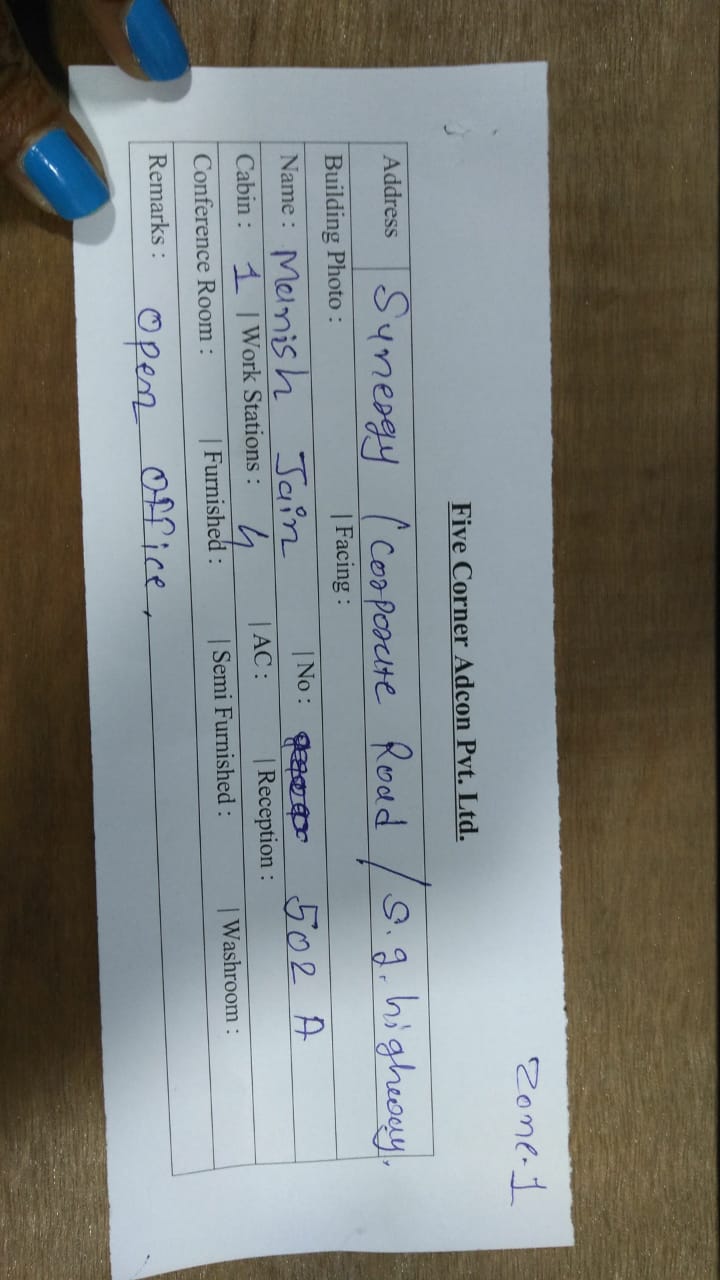 Zone.1
Five Corner Adcon Pvt. Ltd.
Address Synergy / Corporate Road / S.g. highway.
Building Photo : | Facing :
Name : Manish Jain | No : 502 A
Cabin : 1 | Work Stations : 4 | AC : | Reception :
Conference Room : | Furnished : | Semi Furnished : | Washroom :
Remarks : Open Office,